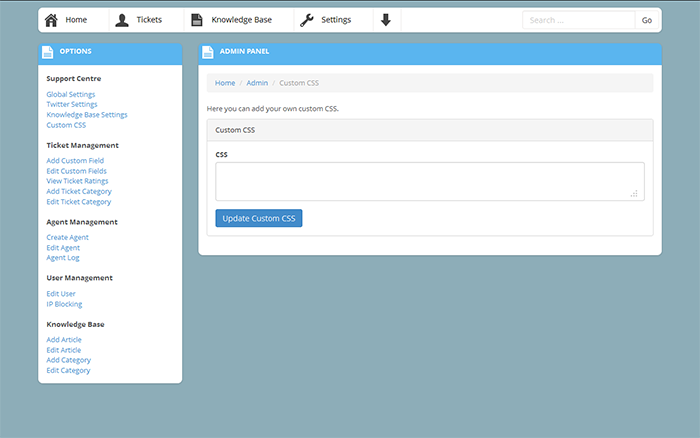 Home Tickets Knowledge Base Settings Search ... Go
OPTIONS
Support Centre
Global Settings
Twitter Settings
Knowledge Base Settings
Custom CSS
Ticket Management
Add Custom Field
Edit Custom Fields
View Ticket Ratings
Add Ticket Category
Edit Ticket Category
Agent Management
Create Agent
Edit Agent
Agent Log
User Management
Edit User
IP Blocking
Knowledge Base
Add Article
Edit Article
Add Category
Edit Category
ADMIN PANEL
Home / Admin / Custom CSS
Here you can add your own custom CSS.
Custom CSS
CSS
Update Custom CSS